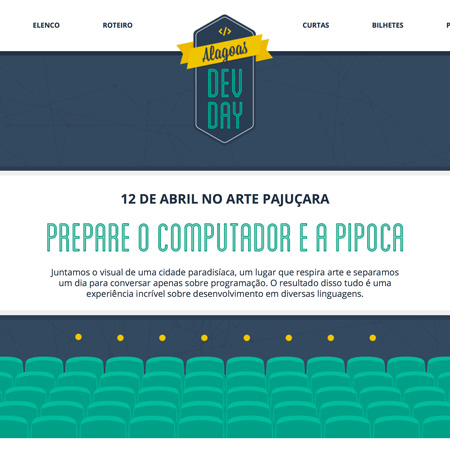 ELENCO ROTEIRO CURTAS BILHETES P
</>
Alagoas
DEV
DAY
12 DE ABRIL NO ARTE PAJUÇARA
PREPARE O COMPUTADOR E A PIPOCA
Juntamos o visual de uma cidade paradisíaca, um lugar que respira arte e separamos
um dia para conversar apenas sobre programação. O resultado disso tudo é uma
experiência incrível sobre desenvolvimento em diversas linguagens.